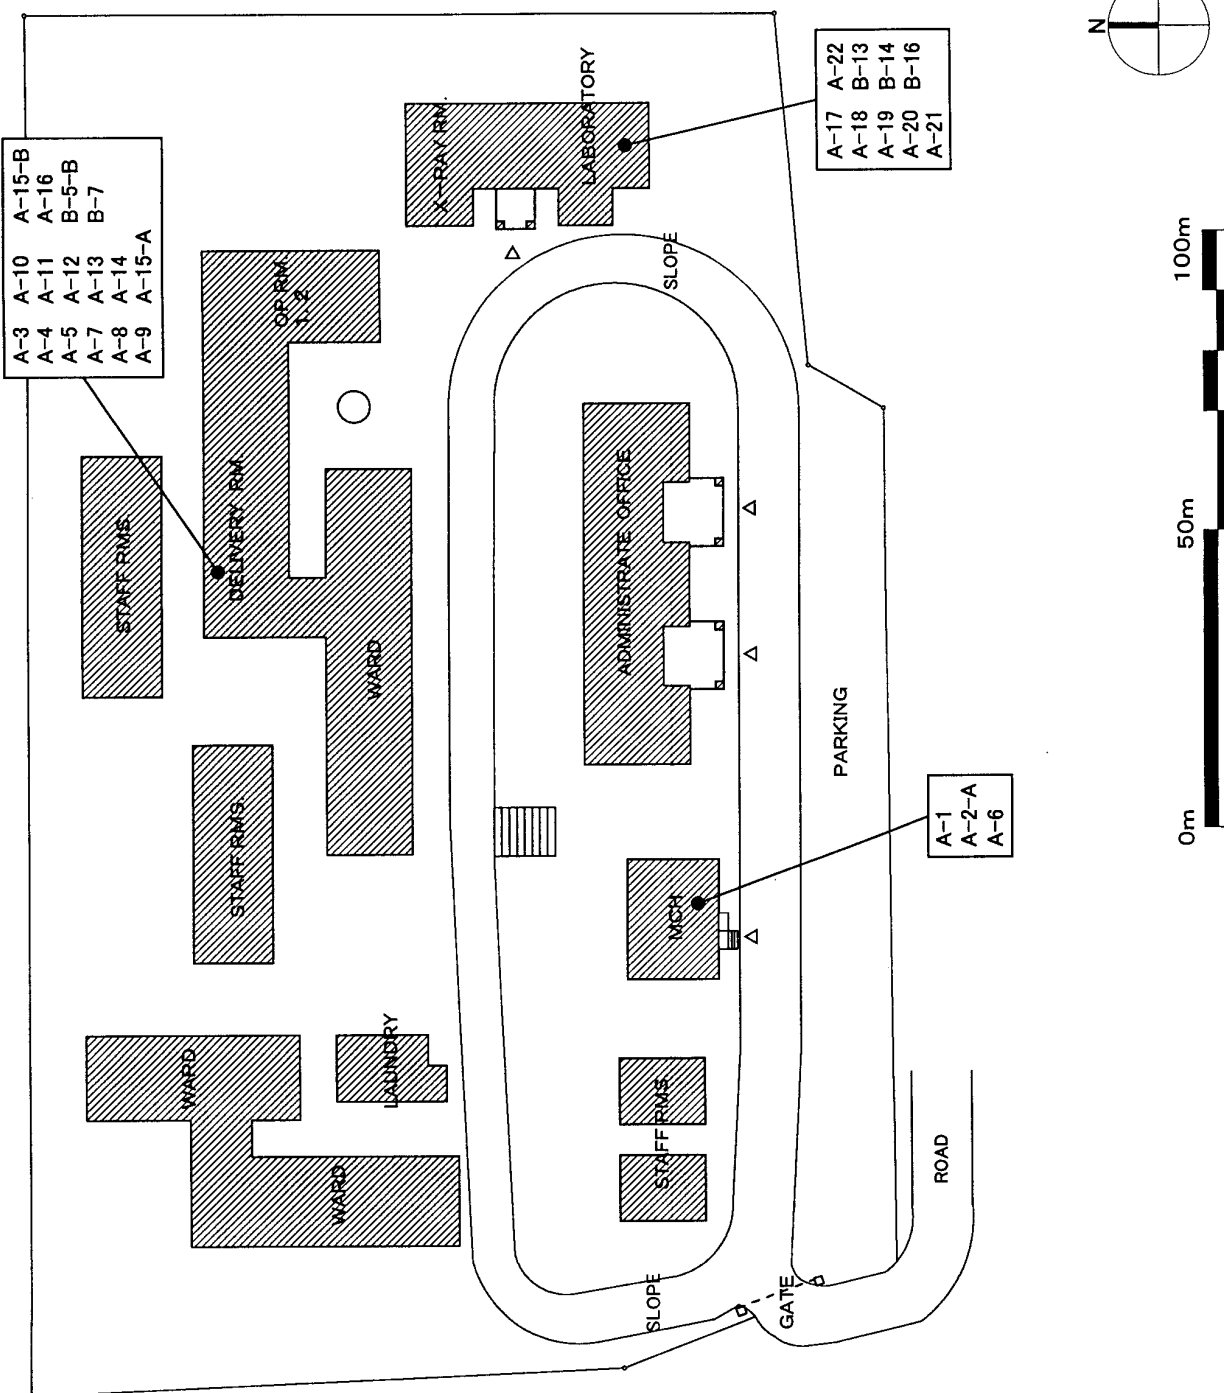 A-3 A-10 A-15-B
A-4 A-11 A-16
A-5 A-12 B-5-B
A-7 A-13 B-7
A-8 A-14
A-9 A-15-A
A-17 A-22
A-18 B-13
A-19 B-14
A-20 B-16
A-21
A-1
A-2-A
A-6
X-RAY RM.
LABORATORY
OP.RM.
1, 2
DELIVERY RM.
STAFF RMS.
WARD
STAFF RMS.
WARD
WARD
LAUNDRY
SLOPE
ADMINISTRATE OFFICE
MCH
STAFF RMS.
SLOPE
GATE
PARKING
ROAD
N
0m
50m
100m